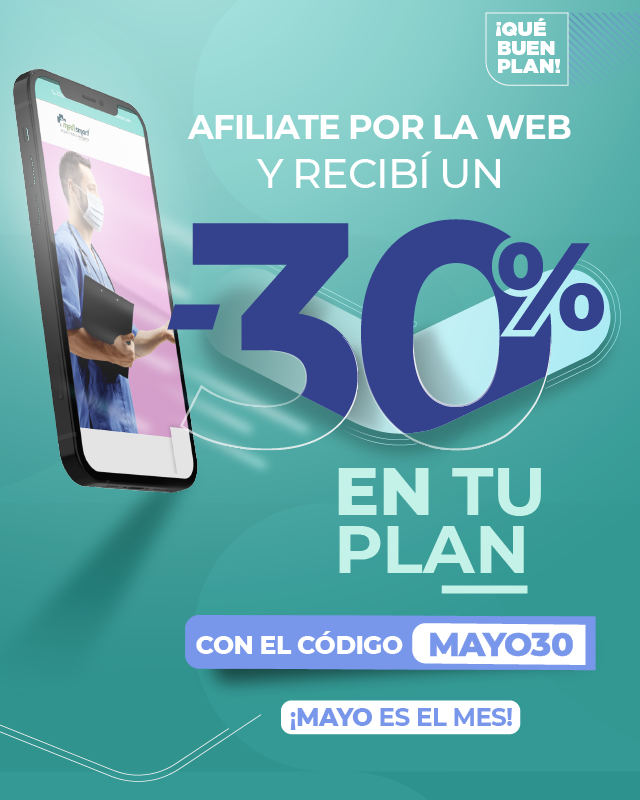 ¡QUÉ
BUEN
PLAN!
medismart
AFILIATE POR LA WEB
Y RECIBÍ UN
-30%
EN TU
PLAN
CON EL CÓDIGO MAYO30
¡MAYO ES EL MES!